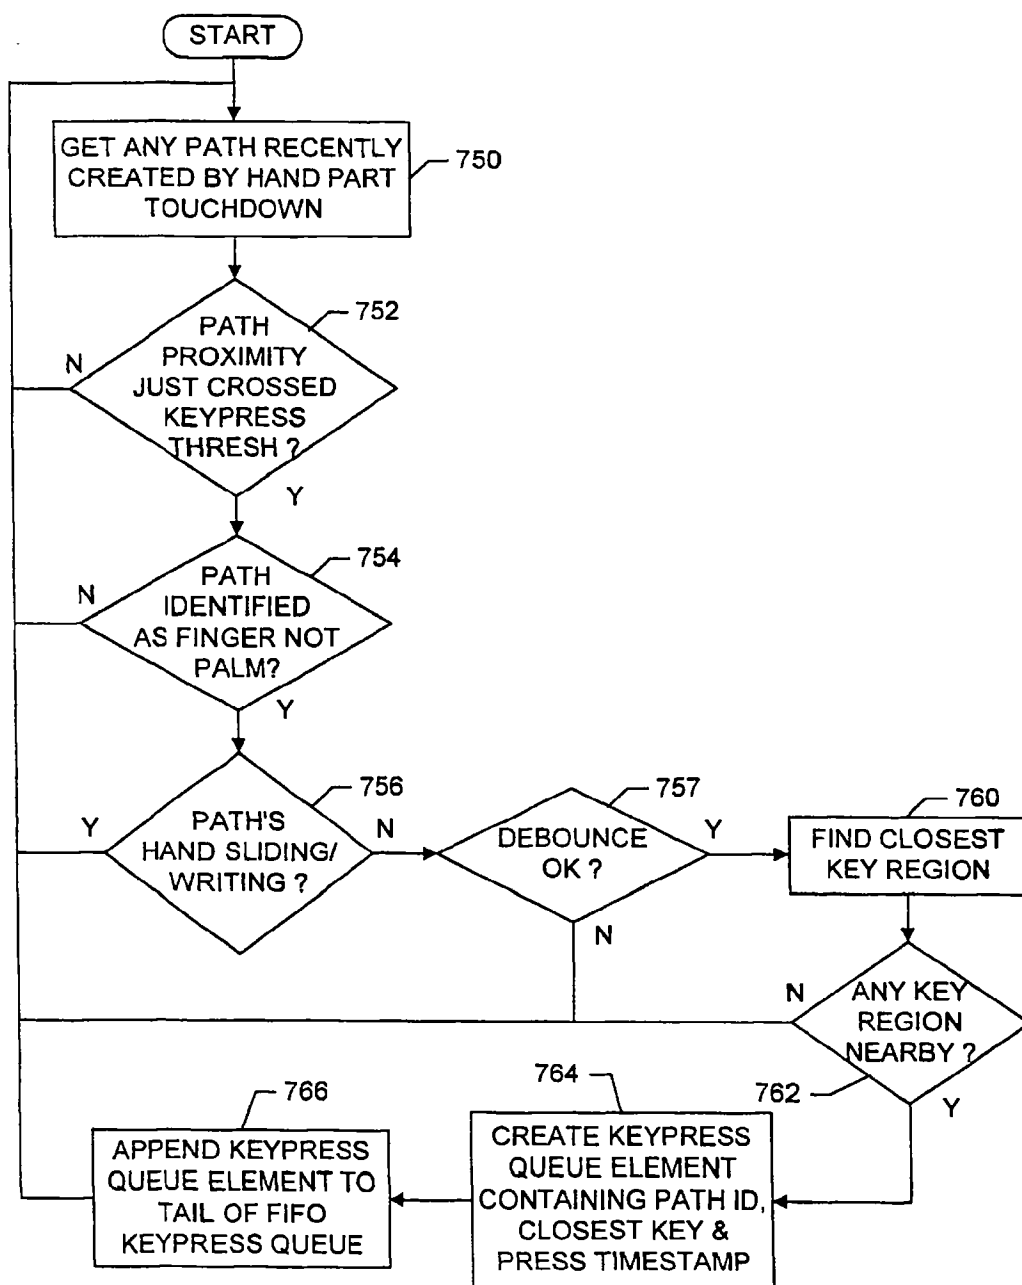 START
GET ANY PATH RECENTLY
CREATED BY HAND PART
TOUCHDOWN
750
752
PATH
PROXIMITY
JUST CROSSED
KEYPRESS
THRESH ?
N
Y
754
PATH
IDENTIFIED
AS FINGER NOT
PALM?
N
Y
756
PATH'S
HAND SLIDING/
WRITING ?
Y
N
757
DEBOUNCE
OK ?
Y
N
760
FIND CLOSEST
KEY REGION
ANY KEY
REGION
NEARBY ?
N
762
Y
764
CREATE KEYPRESS
QUEUE ELEMENT
CONTAINING PATH ID,
CLOSEST KEY &
PRESS TIMESTAMP
766
APPEND KEYPRESS
QUEUE ELEMENT TO
TAIL OF FIFO
KEYPRESS QUEUE